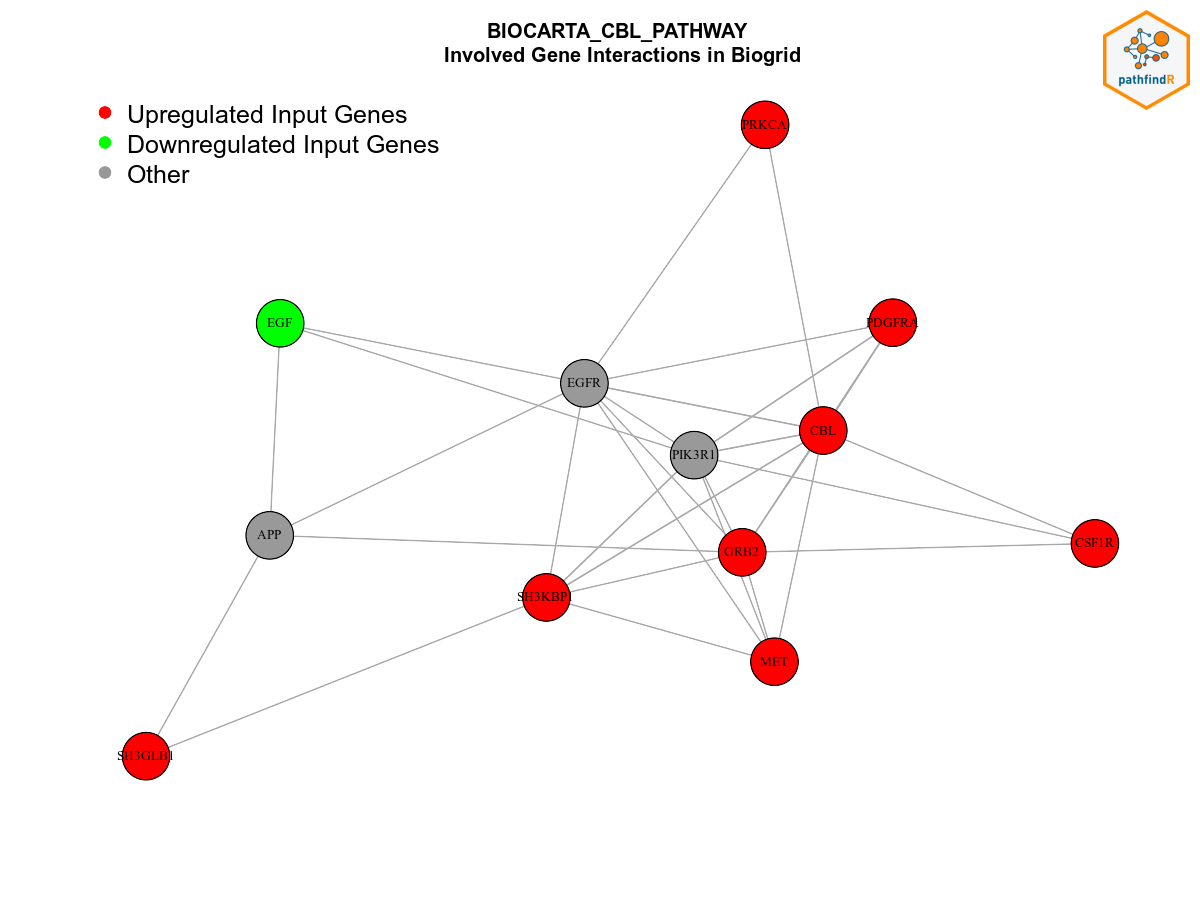 BIOCARTA_CBL_PATHWAY
Involved Gene Interactions in Biogrid
pathfindR
Upregulated Input Genes
Downregulated Input Genes
Other
PRKCA
EGF
PDGFRA
EGFR
CBL
PIK3R1
APP
GRB2
CSF1R
SH3KBP1
MET
SH3GLB1